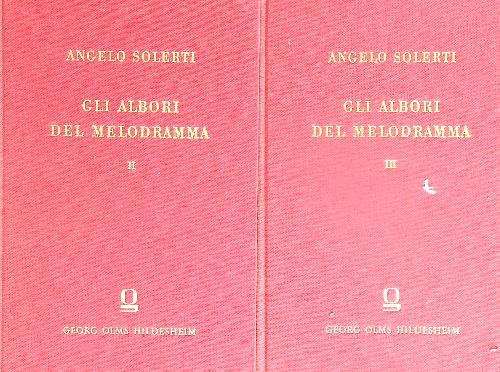 ANGELO SOLERTI
GLI ALBORI
DEL MELODRAMMA
II
GEORG OLMS HILDESHEIM
ANGELO SOLERTI
GLI ALBORI
DEL MELODRAMMA
III
GEORG OLMS HILDESHEIM